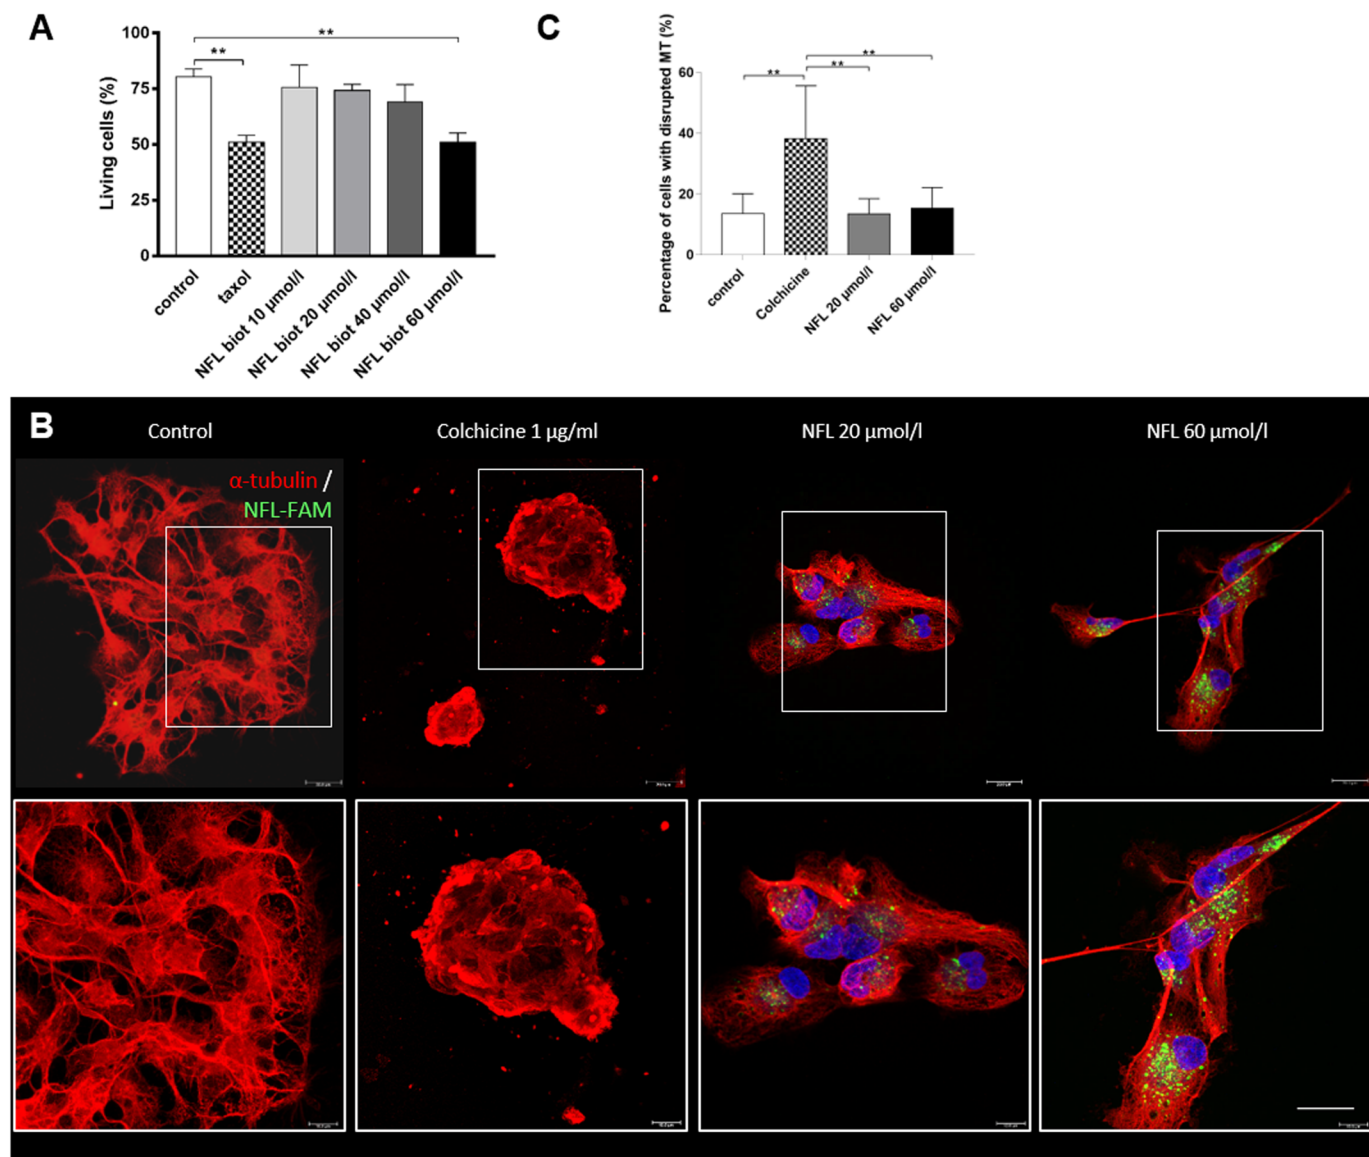 A
Living cells (%)
100
75
50
25
0
**
**
control
taxol
NFL biot 10 µmol/l
NFL biot 20 µmol/l
NFL biot 40 µmol/l
NFL biot 60 µmol/l
C
Percentage of cells with disrupted MT (%)
60
40
20
0
**
**
**
control
Colchicine
NFL 20 µmol/l
NFL 60 µmol/l
B
Control
Colchicine 1 µg/ml
NFL 20 µmol/l
NFL 60 µmol/l
α-tubulin /
NFL-FAM